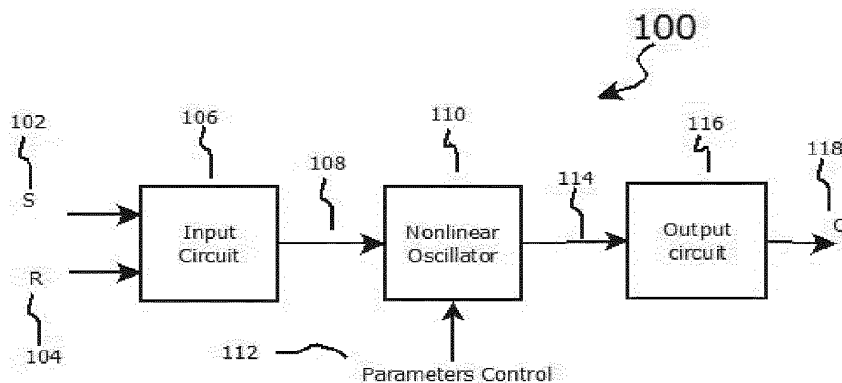 100
102
106
110
116
118
108
114
S
Input
Circuit
Nonlinear
Oscillator
Output
circuit
R
104
112
Parameters Control